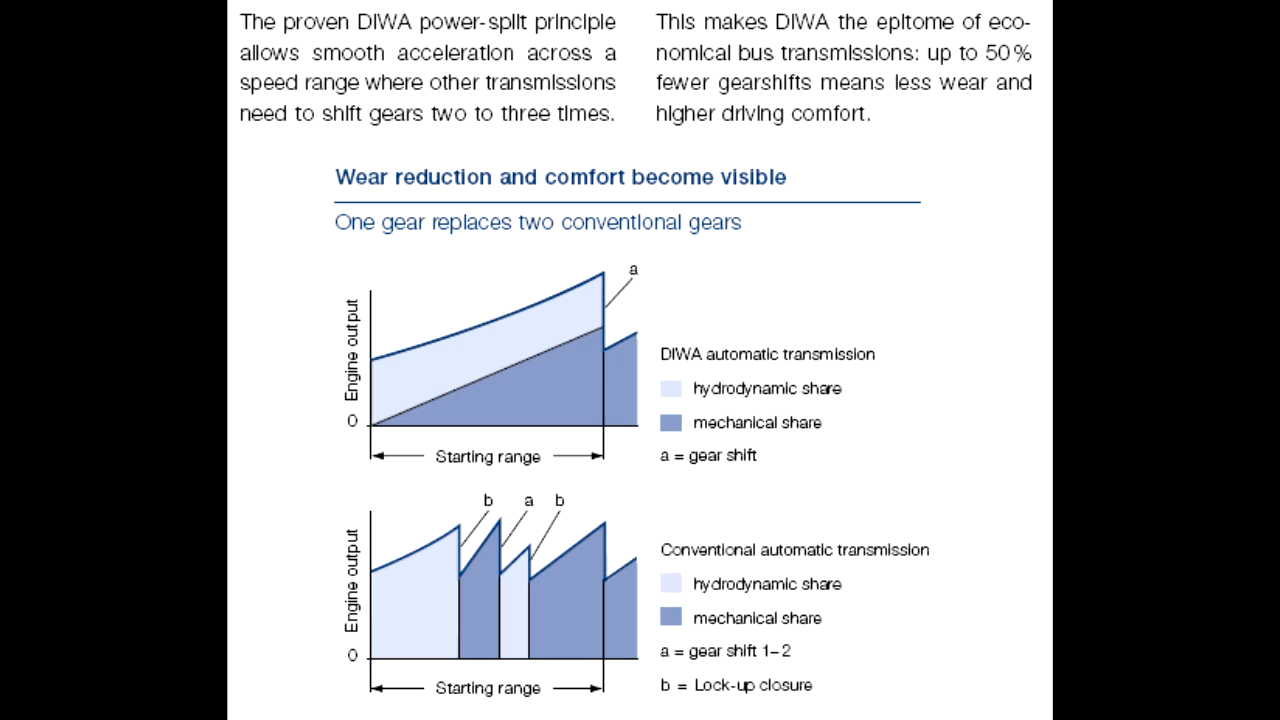 The proven DIWA power-split principle
allows smooth acceleration across a
speed range where other transmissions
need to shift gears two to three times.
This makes DIWA the epitome of eco-
nomical bus transmissions: up to 50%
fewer gearshifts means less wear and
higher driving comfort.
Wear reduction and comfort become visible
One gear replaces two conventional gears
a
Engine output
0
Starting range
DIWA automatic transmission
hydrodynamic share
mechanical share
a = gear shift
b a b
Engine output
0
Starting range
Conventional automatic transmission
hydrodynamic share
mechanical share
a = gear shift 1–2
b = Lock-up closure